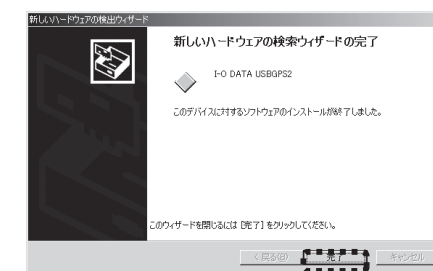 新しいハードウェアの検出ウィザード
新しいハードウェアの検索ウィザードの完了
I-O DATA USBGPS2
このデバイスに対するソフトウェアのインストールが終了しました。
このウィザードを閉じるには [完了] をクリックしてください。
< 戻る(B)
完了
キャンセル